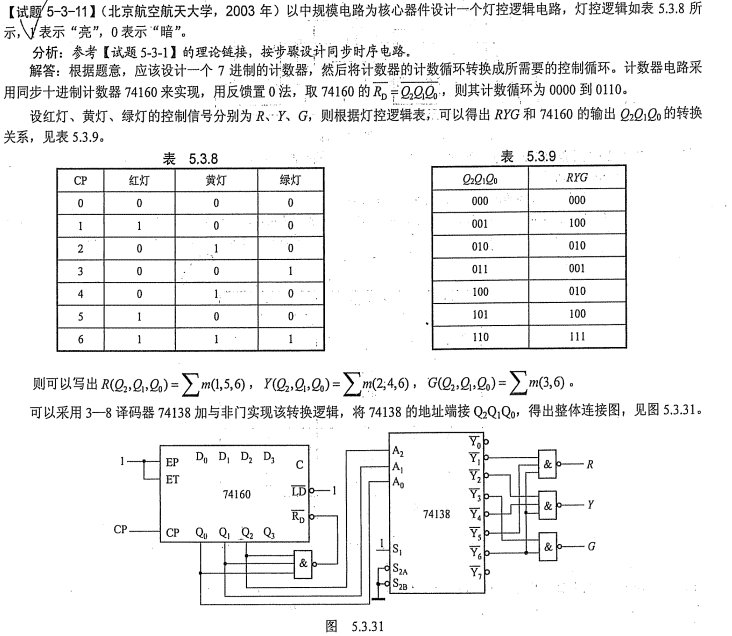 【试题 5-3-11】（北京航空航天大学，2003 年）以中规模电路为核心器件设计一个灯控逻辑电路，灯控逻辑如表 5.3.8 所
示，1 表示“亮”，0 表示“暗”。
分析：参考【试题 5-3-1】的理论链接，按步骤设计同步时序电路。
解答：根据题意，应该设计一个 7 进制的计数器，然后将计数器的计数循环转换成所需要的控制循环。计数器电路采
用同步十进制计数器 74160 来实现，用反馈置 0 法，取 74160 的 R̅_D = \overline{Q₂Q₁Q₀}，则其计数循环为 0000 到 0110。
设红灯、黄灯、绿灯的控制信号分别为 R、Y、G，则根据灯控逻辑表，可以得出 RYG 和 74160 的输出 Q₂Q₁Q₀ 的转换
关系，见表 5.3.9。
表 5.3.8
CP 红灯 黄灯 绿灯
0 0 0 0
1 1 0 0
2 0 1 0
3 0 0 1
4 0 1 0
5 1 0 0
6 1 1 1
表 5.3.9
Q₂Q₁Q₀ RYG
000 000
001 100
010 010
011 001
100 010
101 100
110 111
则可以写出 R(Q₂,Q₁,Q₀) = ∑m(1,5,6)，Y(Q₂,Q₁,Q₀) = ∑m(2,4,6)，G(Q₂,Q₁,Q₀) = ∑m(3,6)。
可以采用 3—8 译码器 74138 加与非门实现该转换逻辑，将 74138 的地址端接 Q₂Q₁Q₀，得出整体连接图，见图 5.3.31。
1 EP D₀ D₁ D₂ D₃ C
ET
74160
L̅D̅ 1
R̅_D
CP CP Q₀ Q₁ Q₂ Q₃
&
A₂
A₁
A₀
74138
1 S₁
S₂A
S₂B
Y̅₀
Y̅₁
Y̅₂
Y̅₃
Y̅₄
Y̅₅
Y̅₆
Y̅₇
& R
& Y
& G
图 5.3.31